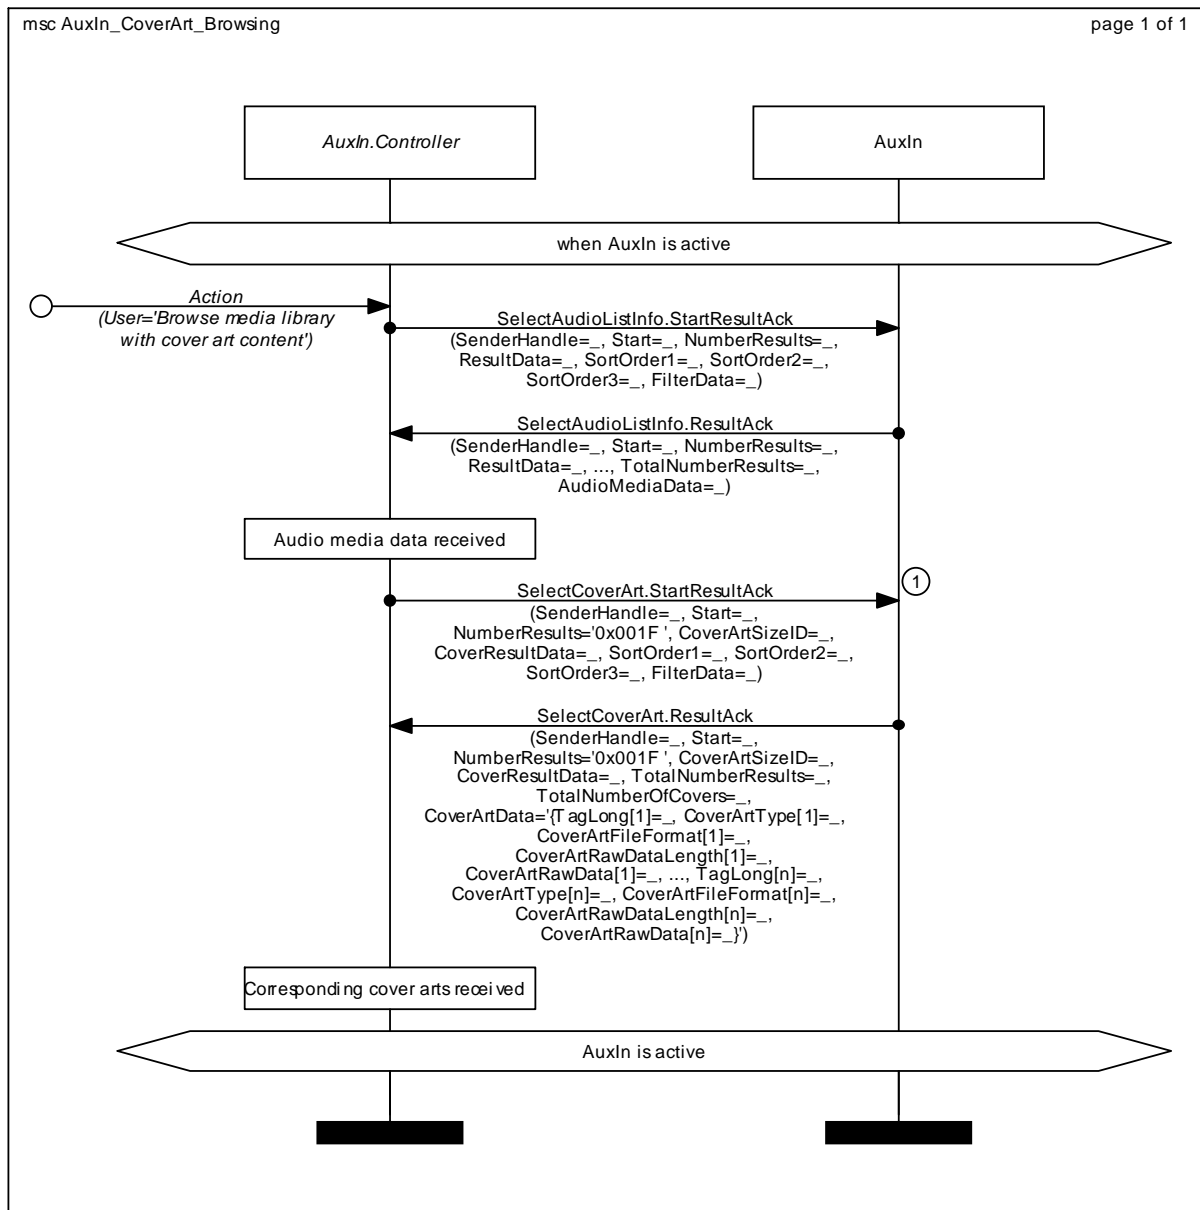 msc AuxIn_CoverArt_Browsing
page 1 of 1
AuxIn.Controller
AuxIn
when AuxIn is active
Action
(User='Browse media library
with cover art content')
SelectAudioListInfo.StartResultAck
(SenderHandle=_, Start=_, NumberResults=_,
ResultData=_, SortOrder1=_, SortOrder2=_,
SortOrder3=_, FilterData=_)
SelectAudioListInfo.ResultAck
(SenderHandle=_, Start=_, NumberResults=_,
ResultData=_, ..., TotalNumberResults=_,
AudioMediaData=_)
Audio media data received
1
SelectCoverArt.StartResultAck
(SenderHandle=_, Start=_,
NumberResults='0x001F ', CoverArtSizeID=_,
CoverResultData=_, SortOrder1=_, SortOrder2=_,
SortOrder3=_, FilterData=_)
SelectCoverArt.ResultAck
(SenderHandle=_, Start=_,
NumberResults='0x001F ', CoverArtSizeID=_,
CoverResultData=_, TotalNumberResults=_,
TotalNumberOfCovers=_,
CoverArtData='{TagLong[1]=_, CoverArtType[1]=_,
CoverArtFileFormat[1]=_,
CoverArtRawDataLength[1]=_,
CoverArtRawData[1]=_, ..., TagLong[n]=_,
CoverArtType[n]=_, CoverArtFileFormat[n]=_,
CoverArtRawDataLength[n]=_,
CoverArtRawData[n]=_}')
Corresponding cover arts received
AuxIn is active